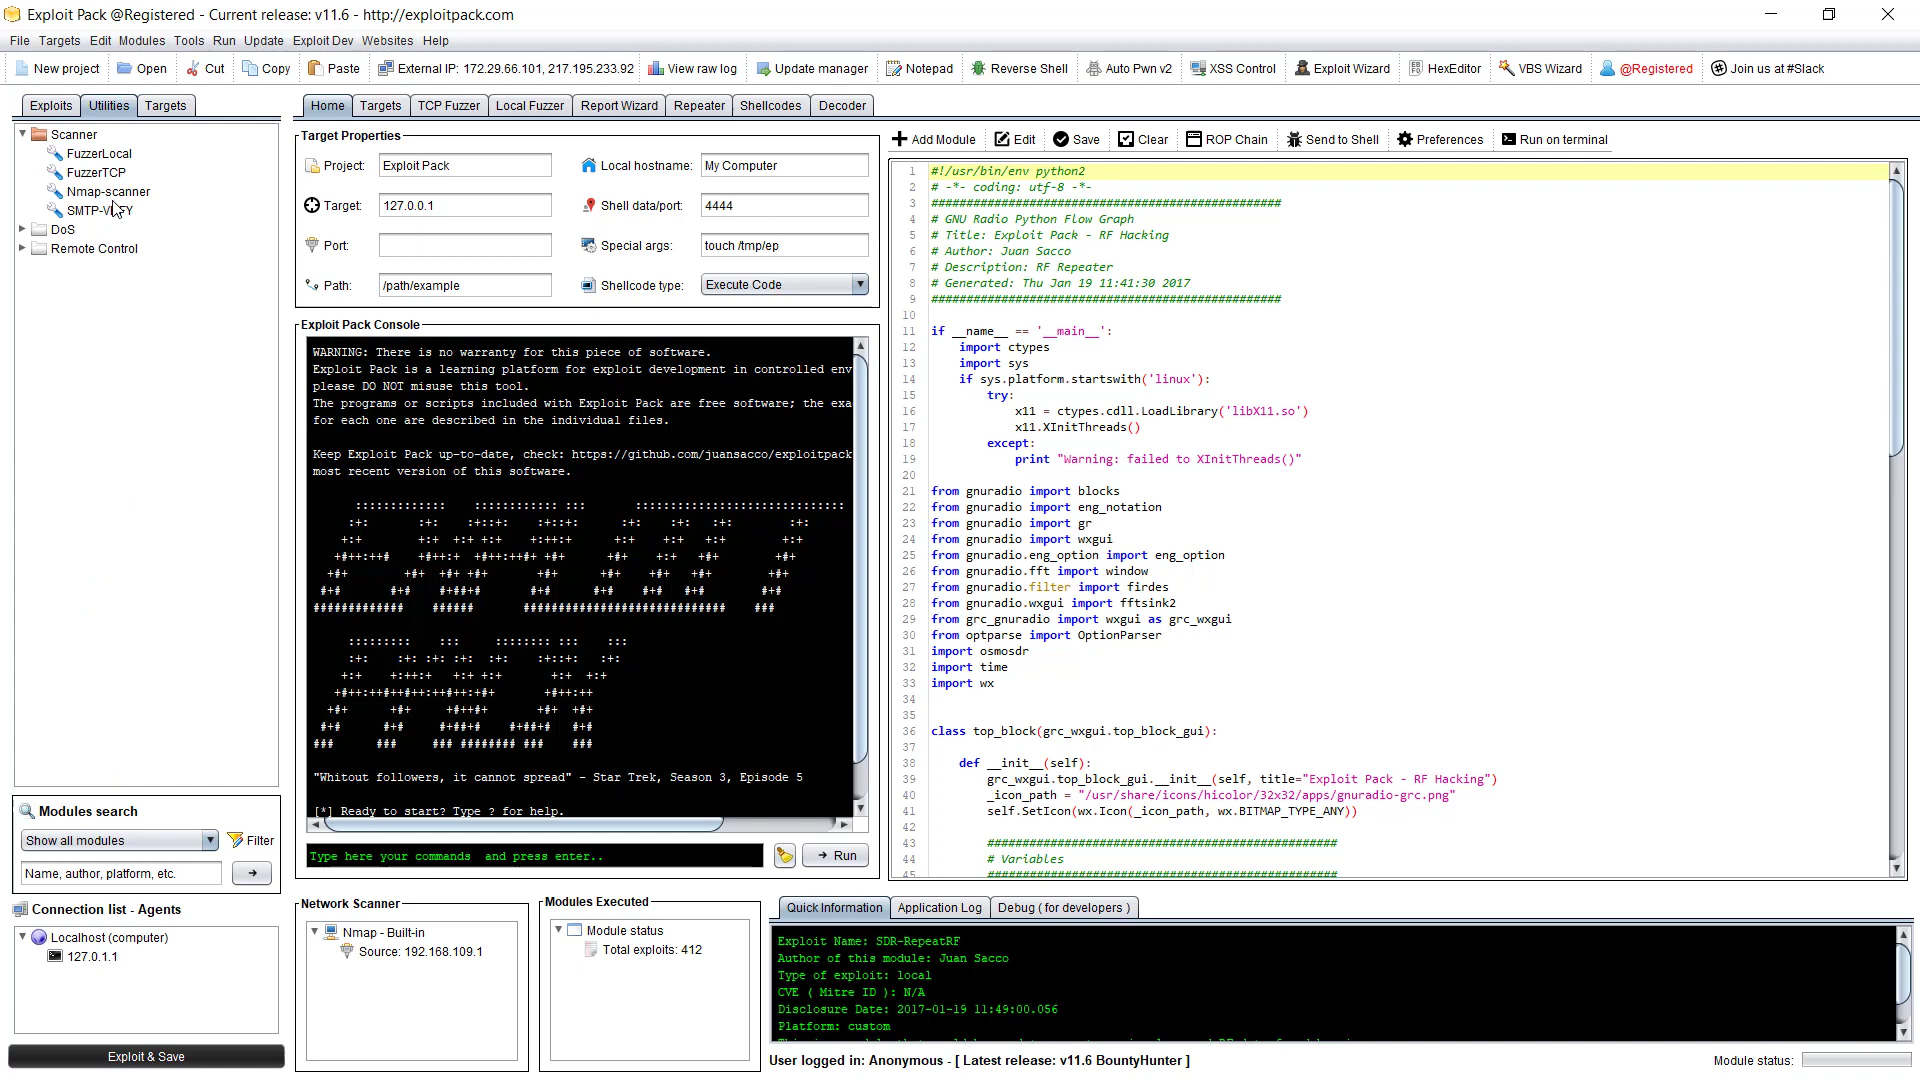 Exploit Pack @Registered - Current release: v11.6 - http://exploitpack.com
File Targets Edit Modules Tools Run Update Exploit Dev Websites Help
New project Open Cut Copy Paste External IP: 172.29.66.101, 217.195.233.92 View raw log Update manager Notepad Reverse Shell Auto Pwn v2 XSS Control Exploit Wizard HexEditor VBS Wizard @Registered Join us at #Slack
Exploits Utilities Targets
Scanner
FuzzerLocal
FuzzerTCP
Nmap-scanner
DoS
Remote Control
Modules search
Show all modules Filter
Name, author, platform, etc.
Connection list - Agents
Localhost (computer)
127.0.1.1
Exploit & Save
Home Targets TCP Fuzzer Local Fuzzer Report Wizard Repeater Shellcodes Decoder
Target Properties
Project: Exploit Pack Local hostname: My Computer
Target: 127.0.0.1 Shell data/port: 4444
Port: Special args: touch /tmp/ep
Path: /path/example Shellcode type: Execute Code
Exploit Pack Console
WARNING: There is no warranty for this piece of software.
Exploit Pack is a learning platform for exploit development in controlled env
please DO NOT misuse this tool.
The programs or scripts included with Exploit Pack are free software; the exa
for each one are described in the individual files.
Keep Exploit Pack up-to-date, check: https://github.com/juansacco/exploitpack
most recent version of this software.
"Whitout followers, it cannot spread" - Star Trek, Season 3, Episode 5
[*] Ready to start? Type ? for help.
Type here your commands and press enter..
Run
Network Scanner
Nmap - Built-in
Source: 192.168.109.1
Modules Executed
Module status
Total exploits: 412
Add Module Edit Save Clear ROP Chain Send to Shell Preferences Run on terminal
1 #!/usr/bin/env python2
2 # -*- coding: utf-8 -*-
3 ##################################################
4 # GNU Radio Python Flow Graph
5 # Title: Exploit Pack - RF Hacking
6 # Author: Juan Sacco
7 # Description: RF Repeater
8 # Generated: Thu Jan 19 11:41:30 2017
9 ##################################################
10
11 if __name__ == '__main__':
12 import ctypes
13 import sys
14 if sys.platform.startswith('linux'):
15 try:
16 x11 = ctypes.cdll.LoadLibrary('libX11.so')
17 x11.XInitThreads()
18 except:
19 print "Warning: failed to XInitThreads()"
20
21 from gnuradio import blocks
22 from gnuradio import eng_notation
23 from gnuradio import gr
24 from gnuradio import wxgui
25 from gnuradio.eng_option import eng_option
26 from gnuradio.fft import window
27 from gnuradio.filter import firdes
28 from gnuradio.wxgui import fftsink2
29 from grc_gnuradio import wxgui as grc_wxgui
30 from optparse import OptionParser
31 import osmosdr
32 import time
33 import wx
34
35
36 class top_block(grc_wxgui.top_block_gui):
37
38 def __init__(self):
39 grc_wxgui.top_block_gui.__init__(self, title="Exploit Pack - RF Hacking")
40 _icon_path = "/usr/share/icons/hicolor/32x32/apps/gnuradio-grc.png"
41 self.SetIcon(wx.Icon(_icon_path, wx.BITMAP_TYPE_ANY))
42
43 ##################################################
44 # Variables
45 ##################################################
Quick Information Application Log Debug ( for developers )
Exploit Name: SDR-RepeatRF
Author of this module: Juan Sacco
Type of exploit: local
CVE ( Mitre ID ): N/A
Disclosure Date: 2017-01-19 11:49:00.056
Platform: custom
User logged in: Anonymous - [ Latest release: v11.6 BountyHunter ]
Module status: